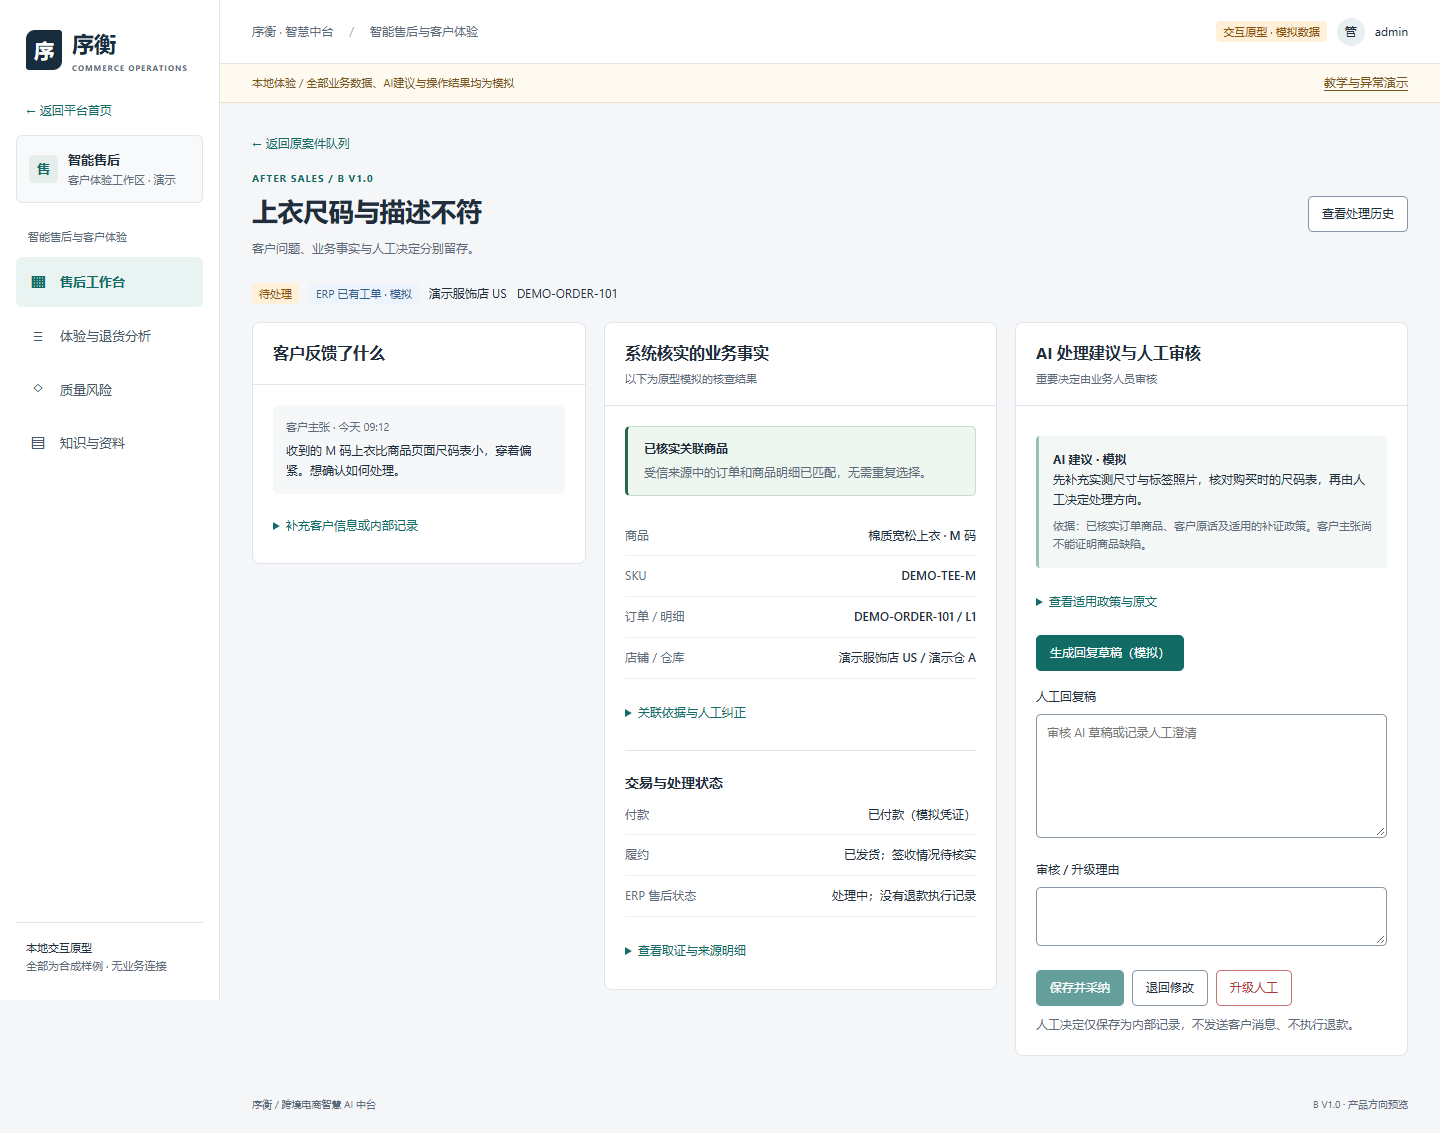 序
序衡
COMMERCE OPERATIONS
← 返回平台首页
售
智能售后
客户体验工作区 · 演示
智能售后与客户体验
售后工作台
体验与退货分析
质量风险
知识与资料
本地交互原型
全部为合成样例 · 无业务连接
序衡 · 智慧中台 / 智能售后与客户体验
交互原型 · 模拟数据
管
admin
本地体验 / 全部业务数据、AI建议与操作结果均为模拟
教学与异常演示
← 返回原案件队列
AFTER SALES / B V1.0
上衣尺码与描述不符
客户问题、业务事实与人工决定分别留存。
查看处理历史
待处理
ERP 已有工单 · 模拟
演示服饰店 US DEMO-ORDER-101
客户反馈了什么
客户主张 · 今天 09:12
收到的 M 码上衣比商品页面尺码表小，穿着偏
紧。想确认如何处理。
补充客户信息或内部记录
系统核实的业务事实
以下为原型模拟的核查结果
已核实关联商品
受信来源中的订单和商品明细已匹配，无需重复选择。
商品 棉质宽松上衣 · M 码
SKU DEMO-TEE-M
订单 / 明细 DEMO-ORDER-101 / L1
店铺 / 仓库 演示服饰店 US / 演示仓 A
关联依据与人工纠正
交易与处理状态
付款 已付款（模拟凭证）
履约 已发货；签收情况待核实
ERP 售后状态 处理中；没有退款执行记录
查看取证与来源明细
AI 处理建议与人工审核
重要决定由业务人员审核
AI 建议 · 模拟
先补充实测尺寸与标签照片，核对购买时的尺码表，再由人
工决定处理方向。
依据：已核实订单商品、客户原话及适用的补证政策。客户主张尚
不能证明商品缺陷。
查看适用政策与原文
生成回复草稿（模拟）
人工回复稿
审核 AI 草稿或记录人工澄清
审核 / 升级理由
保存并采纳
退回修改
升级人工
人工决定仅保存为内部记录，不发送客户消息、不执行退款。
序衡 / 跨境电商智慧 AI 中台
B V1.0 · 产品方向预览